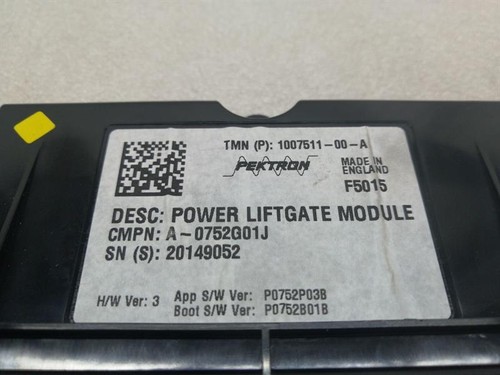 TMN (P): 1007511-00-A
PEKTRON
MADE IN
ENGLAND
F5015
DESC: POWER LIFTGATE MODULE
CMPN: A-0752G01J
SN (S): 20149052
H/W Ver: 3 App S/W Ver: P0752P03B
Boot S/W Ver: P0752B01B